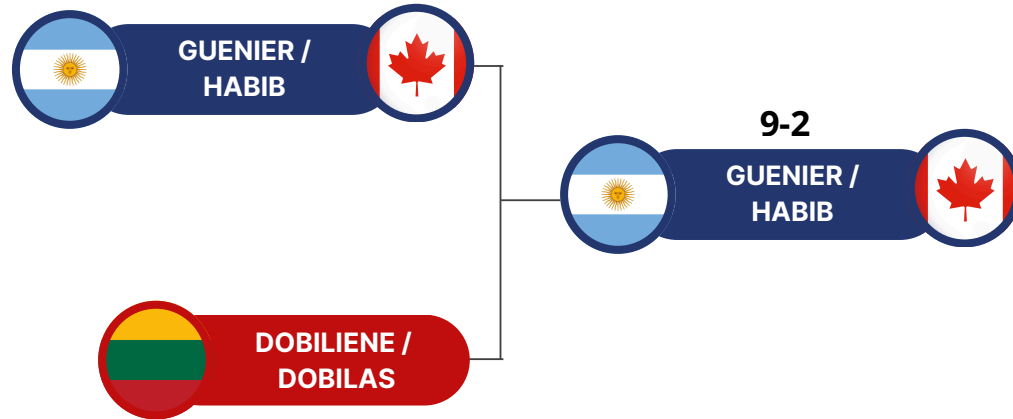 GUENIER /
HABIB
9-2
GUENIER /
HABIB
DOBILIENE /
DOBILAS